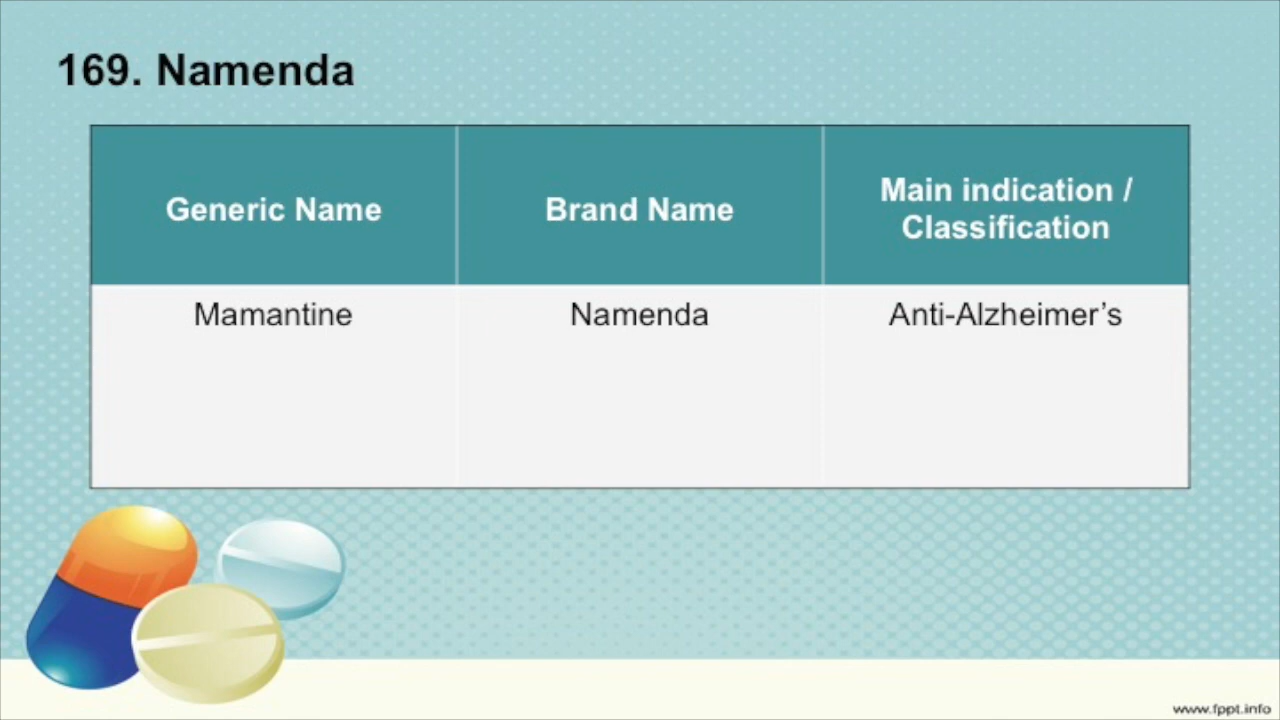 169. Namenda
Generic Name
Brand Name
Main indication /
Classification
Mamantine
Namenda
Anti-Alzheimer’s
www.fppt.info